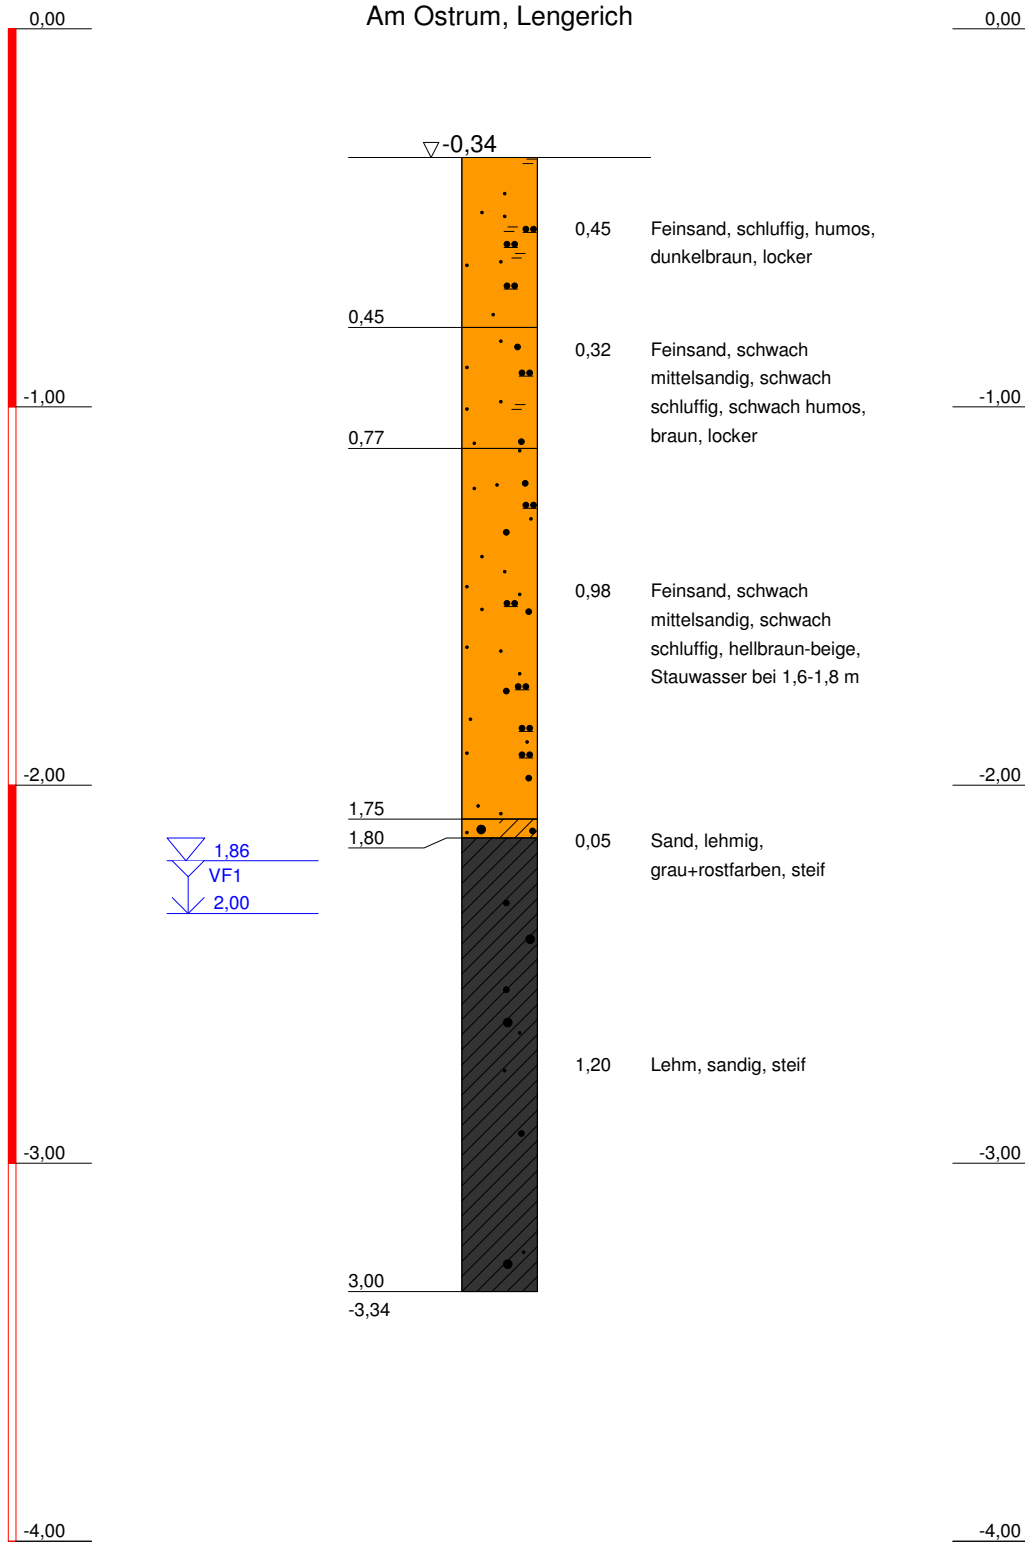 Am Ostrum, Lengerich
0,00
0,00
-0,34
0,45 Feinsand, schluffig, humos,
dunkelbraun, locker
0,45
0,32 Feinsand, schwach
mittelsandig, schwach
schluffig, schwach humos,
braun, locker
-1,00
-1,00
0,77
0,98 Feinsand, schwach
mittelsandig, schwach
schluffig, hellbraun-beige,
Stauwasser bei 1,6-1,8 m
-2,00
-2,00
1,75
1,80
0,05 Sand, lehmig,
grau+rostfarben, steif
1,86
VF1
2,00
1,20 Lehm, sandig, steif
-3,00
-3,00
3,00
-3,34
-4,00
-4,00